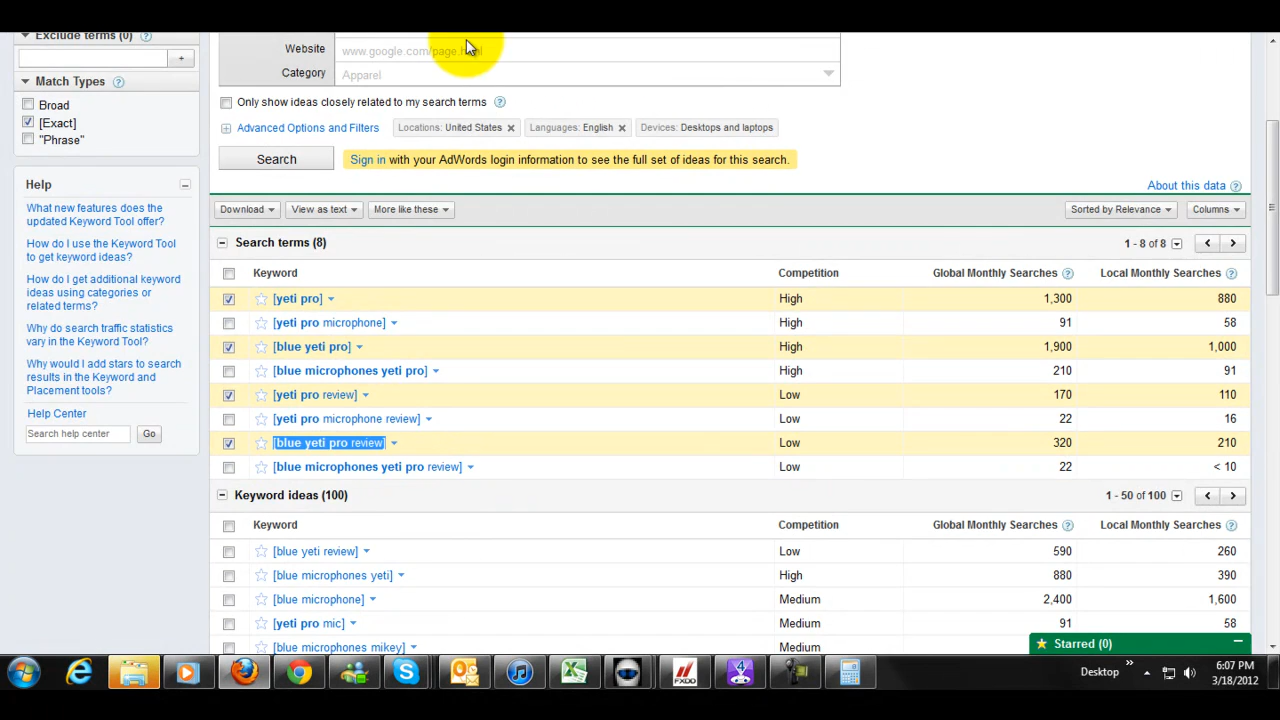 Exclude terms (0)
+
Match Types
Broad
[Exact]
"Phrase"
Help
What new features does the
updated Keyword Tool offer?
How do I use the Keyword Tool
to get keyword ideas?
How do I get additional keyword
ideas using categories or
related terms?
Why do search traffic statistics
vary in the Keyword Tool?
Why would I add stars to search
results in the Keyword and
Placement tools?
Help Center
Search help center Go
Website www.google.com/page.html
Category Apparel
Only show ideas closely related to my search terms
Advanced Options and Filters Locations: United States Languages: English Devices: Desktops and laptops
Search Sign in with your AdWords login information to see the full set of ideas for this search.
About this data
Download View as text More like these Sorted by Relevance Columns
Search terms (8) 1 - 8 of 8
Keyword Competition Global Monthly Searches Local Monthly Searches
[yeti pro] High 1,300 880
[yeti pro microphone] High 91 58
[blue yeti pro] High 1,900 1,000
[blue microphones yeti pro] High 210 91
[yeti pro review] Low 170 110
[yeti pro microphone review] Low 22 16
[blue yeti pro review] Low 320 210
[blue microphones yeti pro review] Low 22 < 10
Keyword ideas (100) 1 - 50 of 100
Keyword Competition Global Monthly Searches Local Monthly Searches
[blue yeti review] Low 590 260
[blue microphones yeti] High 880 390
[blue microphone] Medium 2,400 1,600
[yeti pro mic] Medium 91 58
[blue microphones mikey] Medium
Starred (0)
FXDD 4 Desktop 6:07 PM
3/18/2012